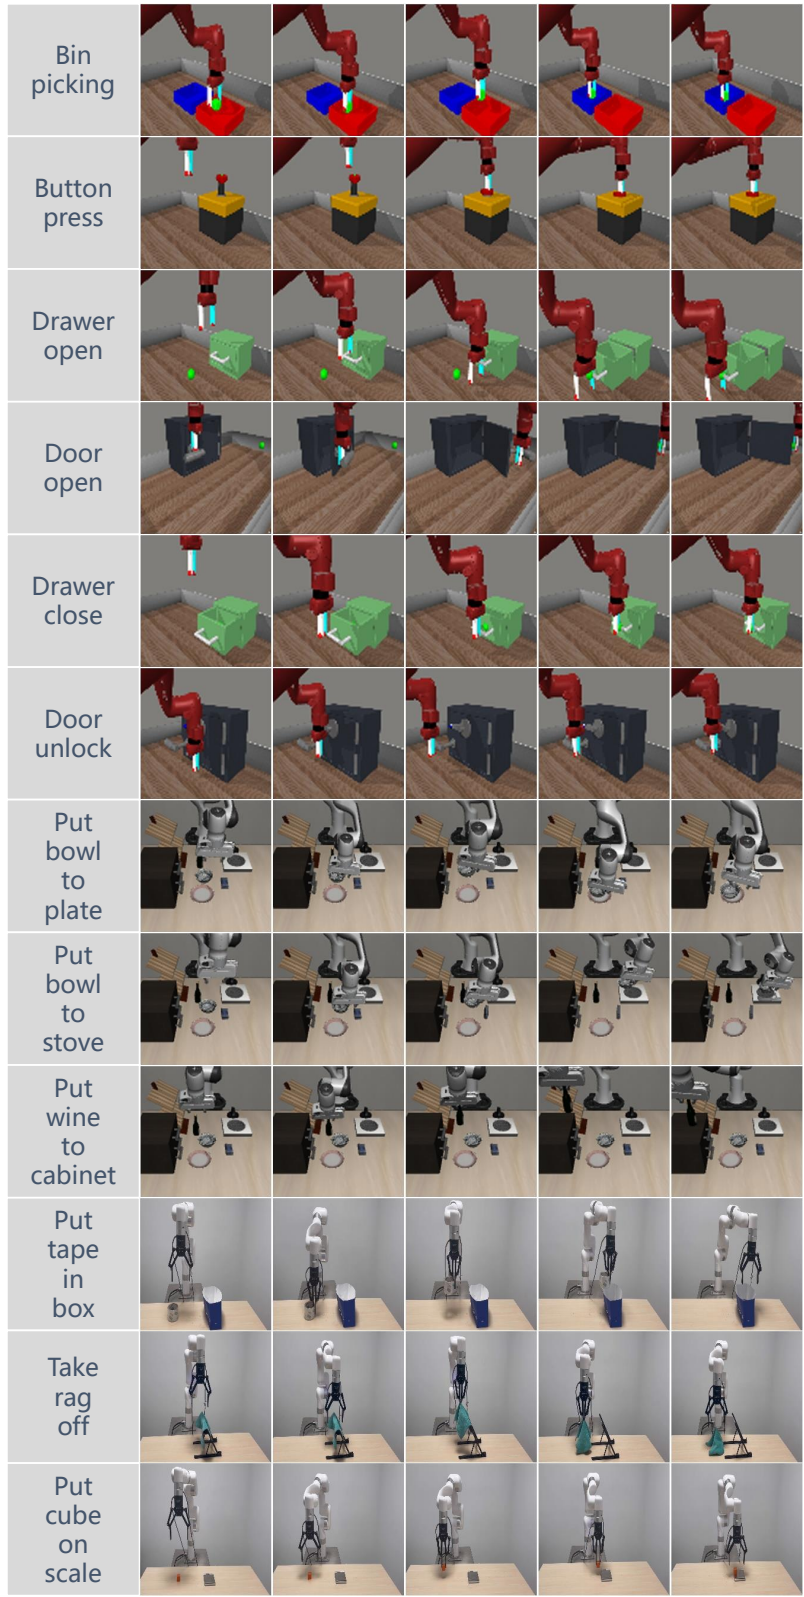 Bin
picking
Button
press
Drawer
open
Door
open
Drawer
close
Door
unlock
Put
bowl
to
plate
Put
bowl
to
stove
Put
wine
to
cabinet
Put
tape
in
box
Take
rag
off
Put
cube
on
scale